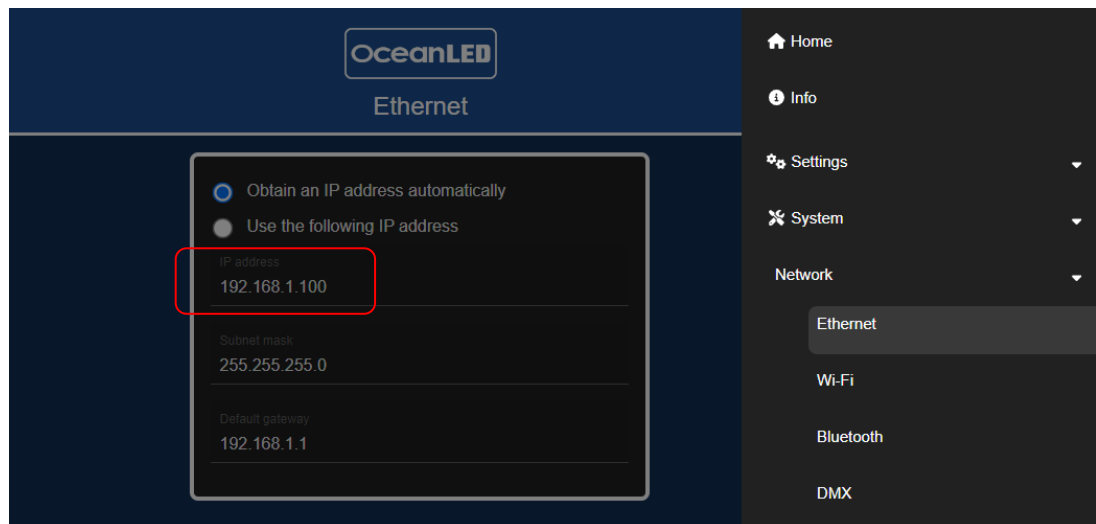 OceanLED
Ethernet
Obtain an IP address automatically
Use the following IP address
IP address
192.168.1.100
Subnet mask
255.255.255.0
Default gateway
192.168.1.1
Home
Info
Settings
System
Network
Ethernet
Wi-Fi
Bluetooth
DMX